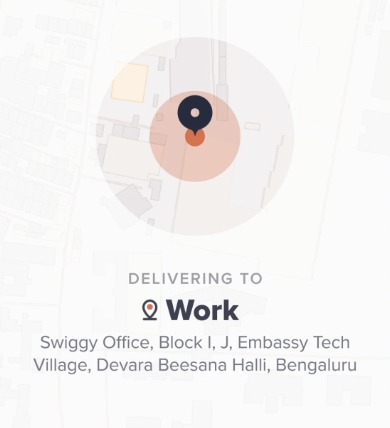 DELIVERING TO
Work
Swiggy Office, Block I, J, Embassy Tech
Village, Devara Beesana Halli, Bengaluru